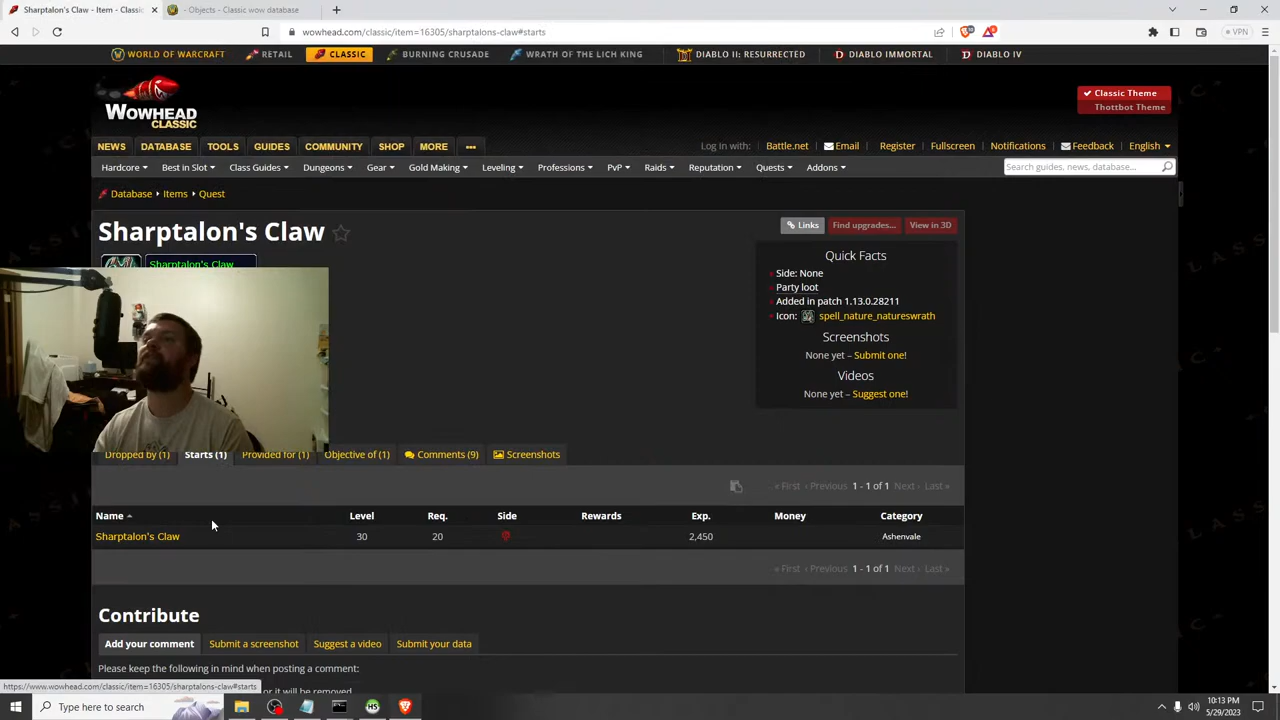 Sharptalon's Claw - Item - Classic
- Objects - Classic wow database
wowhead.com/classic/item=16305/sharptalons-claw#starts
VPN
WORLD OF WARCRAFT RETAIL CLASSIC BURNING CRUSADE WRATH OF THE LICH KING DIABLO II: RESURRECTED DIABLO IMMORTAL DIABLO IV
WOWHEAD
CLASSIC
Classic Theme
Thottbot Theme
NEWS DATABASE TOOLS GUIDES COMMUNITY SHOP MORE ...
Log in with: Battle.net Email Register Fullscreen Notifications Feedback English
Hardcore Best in Slot Class Guides Dungeons Gear Gold Making Leveling Professions PvP Raids Reputation Quests Addons
Search guides, news, database...
Database Items Quest
Sharptalon's Claw
Links Find upgrades... View in 3D
Sharptalon's Claw
Quick Facts
Side: None
Party loot
Added in patch 1.13.0.28211
Icon: spell_nature_natureswrath
Screenshots
None yet – Submit one!
Videos
None yet – Suggest one!
Dropped by (1) Starts (1) Provided for (1) Objective of (1) Comments (9) Screenshots
« First ‹ Previous 1 - 1 of 1 Next › Last »
Name Level Req. Side Rewards Exp. Money Category
Sharptalon's Claw 30 20 2,450 Ashenvale
« First ‹ Previous 1 - 1 of 1 Next › Last »
Contribute
Add your comment Submit a screenshot Suggest a video Submit your data
Please keep the following in mind when posting a comment:
or it will be removed.
https://www.wowhead.com/classic/item=16305/sharptalons-claw#starts
Type here to search
10:13 PM
5/29/2023